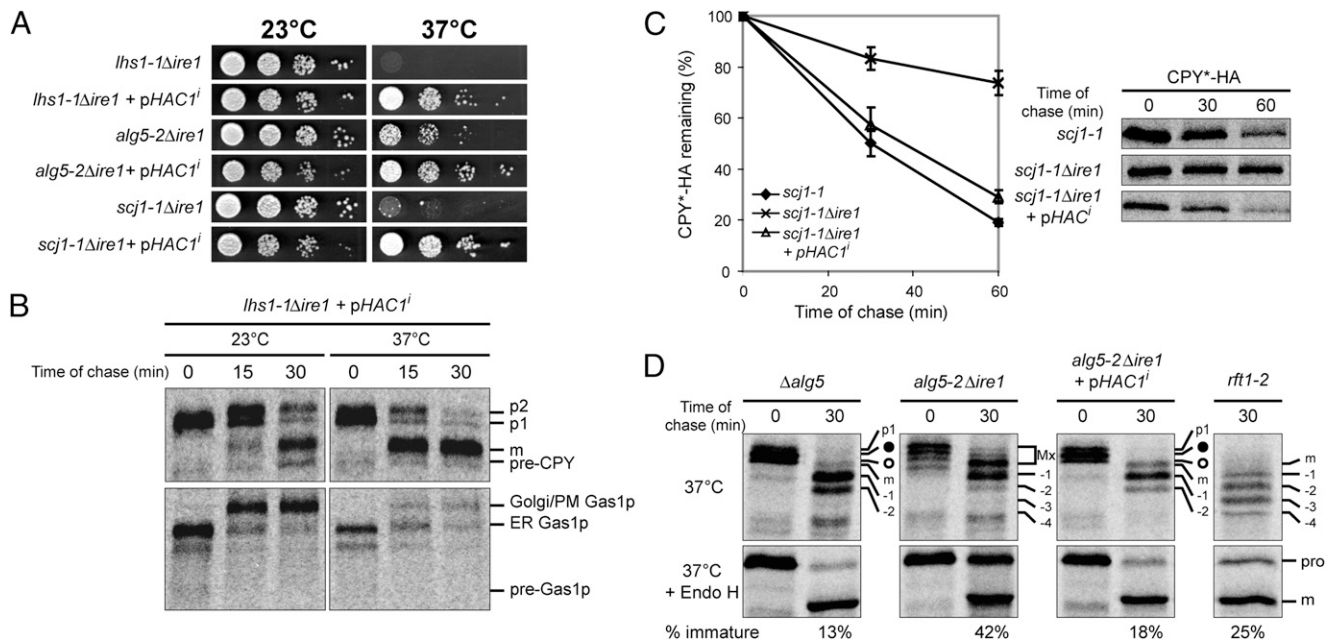 A
23°C 37°C
lhs1-1Δire1
lhs1-1Δire1 + pHAC1i
alg5-2Δire1
alg5-2Δire1+ pHAC1i
scj1-1Δire1
scj1-1Δire1+ pHAC1i
B
lhs1-1Δire1 + pHAC1i
23°C 37°C
Time of chase (min) 0 15 30 0 15 30
p2
p1
m
pre-CPY
Golgi/PM Gas1p
ER Gas1p
pre-Gas1p
C
CPY*-HA remaining (%)
100
80
60
40
20
0
0 20 40 60
Time of chase (min)
scj1-1
scj1-1Δire1
scj1-1Δire1
+ pHAC1i
CPY*-HA
Time of
chase (min) 0 30 60
scj1-1
scj1-1Δire1
scj1-1Δire1
+ pHACi
D
Δalg5
alg5-2Δire1
alg5-2Δire1
+ pHAC1i
rft1-2
Time of
chase (min) 0 30 0 30 0 30 30
37°C
p1
m
-1
-2
Mx
-1
-2
-3
-4
p1
m
-1
-2
m
-1
-2
-3
-4
37°C
+ Endo H
pro
m
% immature 13% 42% 18% 25%